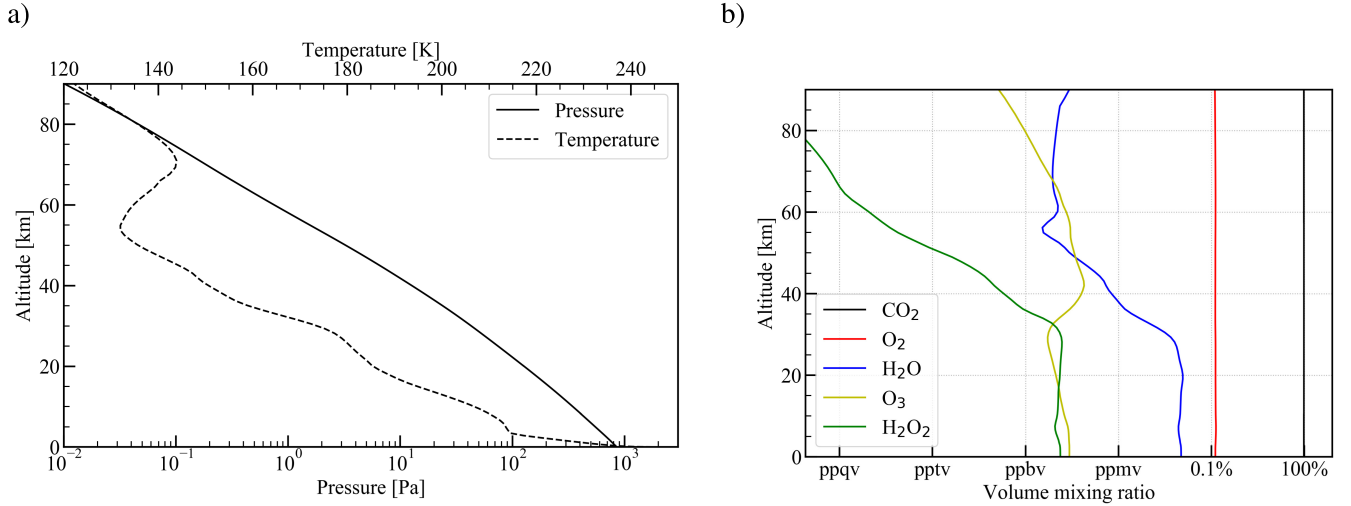 a)
Temperature [K]
120 140 160 180 200 220 240
Pressure
Temperature
80
60
40
20
0
Altitude [km]
10⁻² 10⁻¹ 10⁰ 10¹ 10² 10³
Pressure [Pa]
b)
80
60
40
20
0
Altitude [km]
CO₂
O₂
H₂O
O₃
H₂O₂
ppqv pptv ppbv ppmv 0.1% 100%
Volume mixing ratio